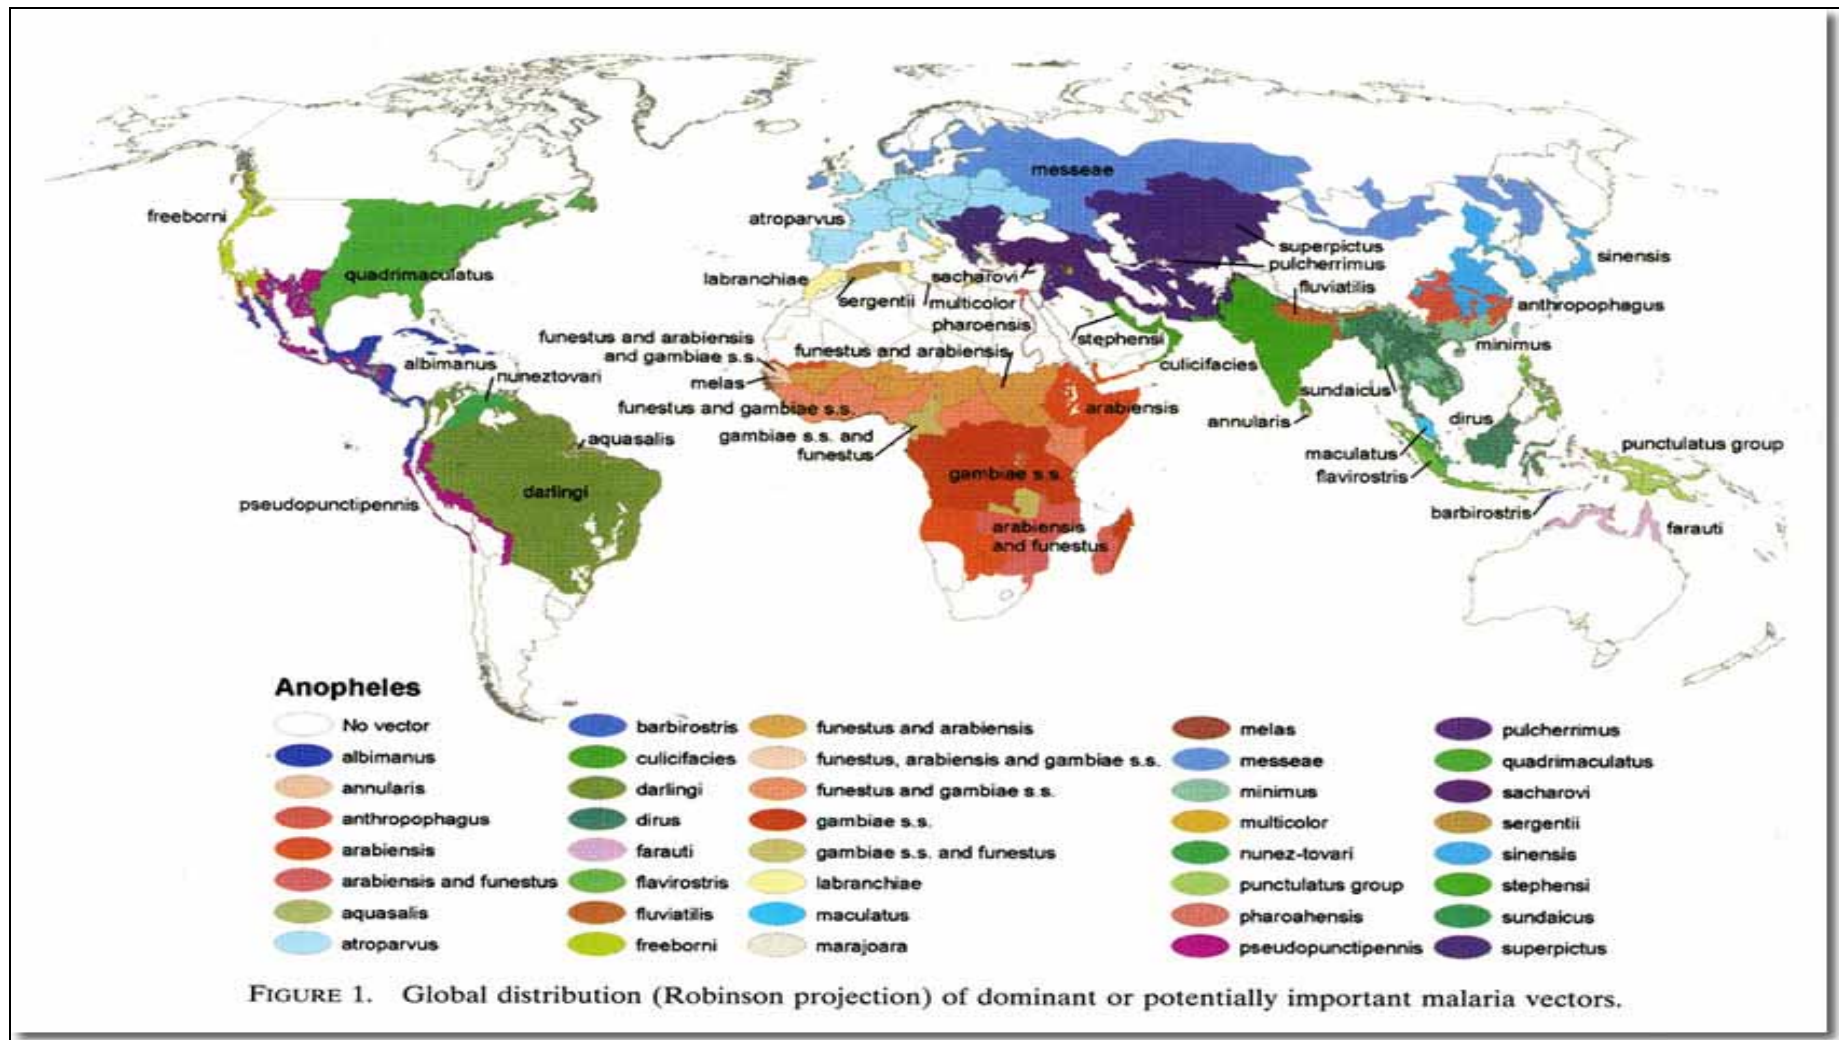 messeae
freeborni
atroparvus
superpictus
sinensis
pulcherrimus
quadrimaculatus
labranchiae
sacharovi
fluviatilis
sergentii
multicolor
anthropophagus
pharoensis
funestus and arabiensis
and gambiae s.s.
stephensi
minimus
funestus and arabiensis
albimanus
culicifacies
nuneztovari
melas
sundaicus
funestus and gambiae s.s.
arabiensis
annularis
dirus
aquasalis
gambiae s.s. and
funestus
punctulatus group
maculatus
gambiae s.s.
flavirostris
darlingi
pseudopunctipennis
barbirostris
arabiensis
and funestus
farauti
Anopheles
No vector
albimanus
annularis
anthropophagus
arabiensis
arabiensis and funestus
aquasalis
atroparvus
barbirostris
culicifacies
darlingi
dirus
farauti
flavirostris
fluviatilis
freeborni
funestus and arabiensis
funestus, arabiensis and gambiae s.s.
funestus and gambiae s.s.
gambiae s.s.
gambiae s.s. and funestus
labranchiae
maculatus
marajoara
melas
messeae
minimus
multicolor
nunez-tovari
punctulatus group
pharoahensis
pseudopunctipennis
pulcherrimus
quadrimaculatus
sacharovi
sergentii
sinensis
stephensi
sundaicus
superpictus
FIGURE 1. Global distribution (Robinson projection) of dominant or potentially important malaria vectors.